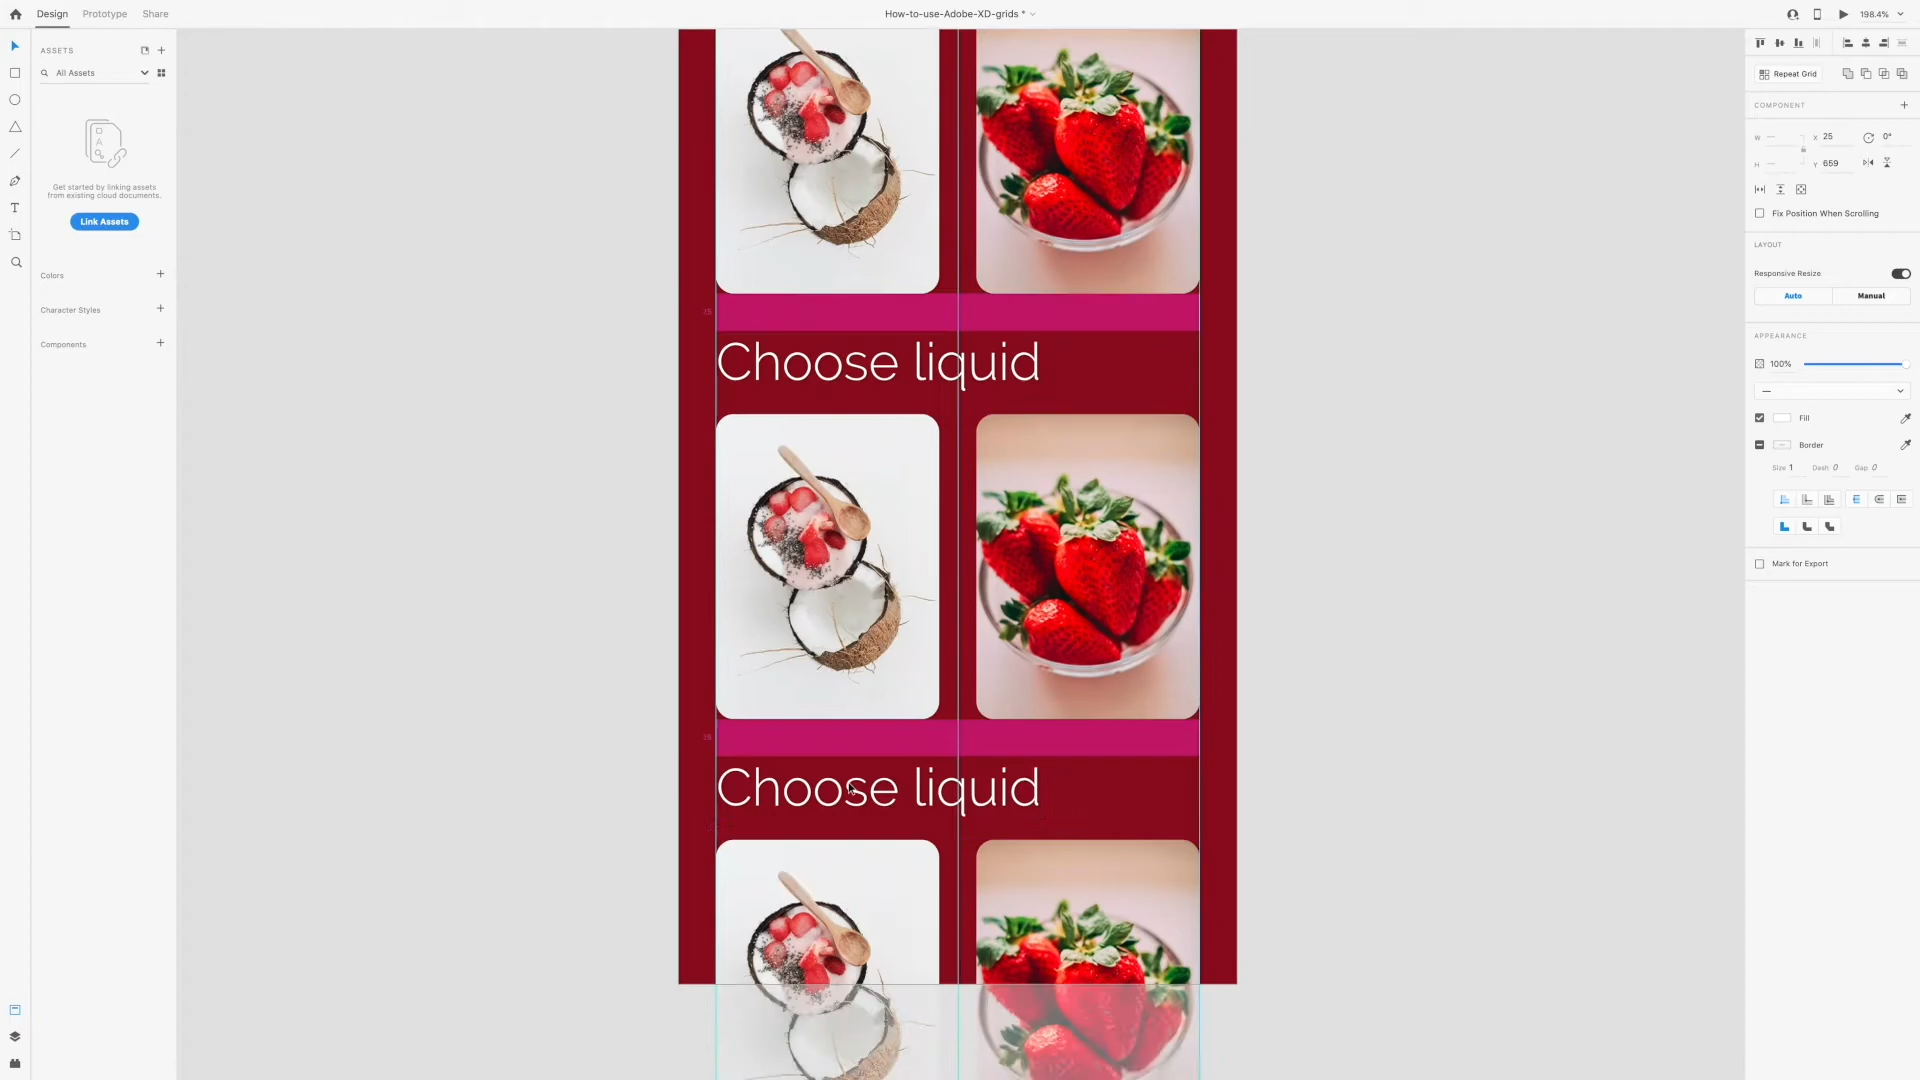 Design Prototype Share
How-to-use-Adobe-XD-grids *
198.4%
ASSETS
All Assets
Get started by linking assets
from existing cloud documents.
Link Assets
Colors
Character Styles
Components
Choose liquid
Choose liquid
Repeat Grid
COMPONENT
W X 25 0°
H Y 659
Fix Position When Scrolling
LAYOUT
Responsive Resize
Auto Manual
APPEARANCE
100%
Fill
Border
Size 1 Dash 0 Gap 0
Mark for Export